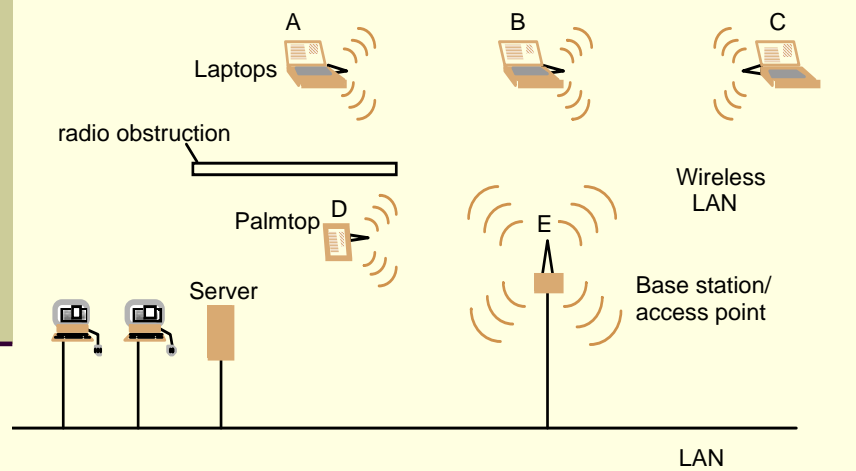 A
B
C
Laptops
radio obstruction
Wireless
LAN
Palmtop
D
E
Server
Base station/
access point
LAN